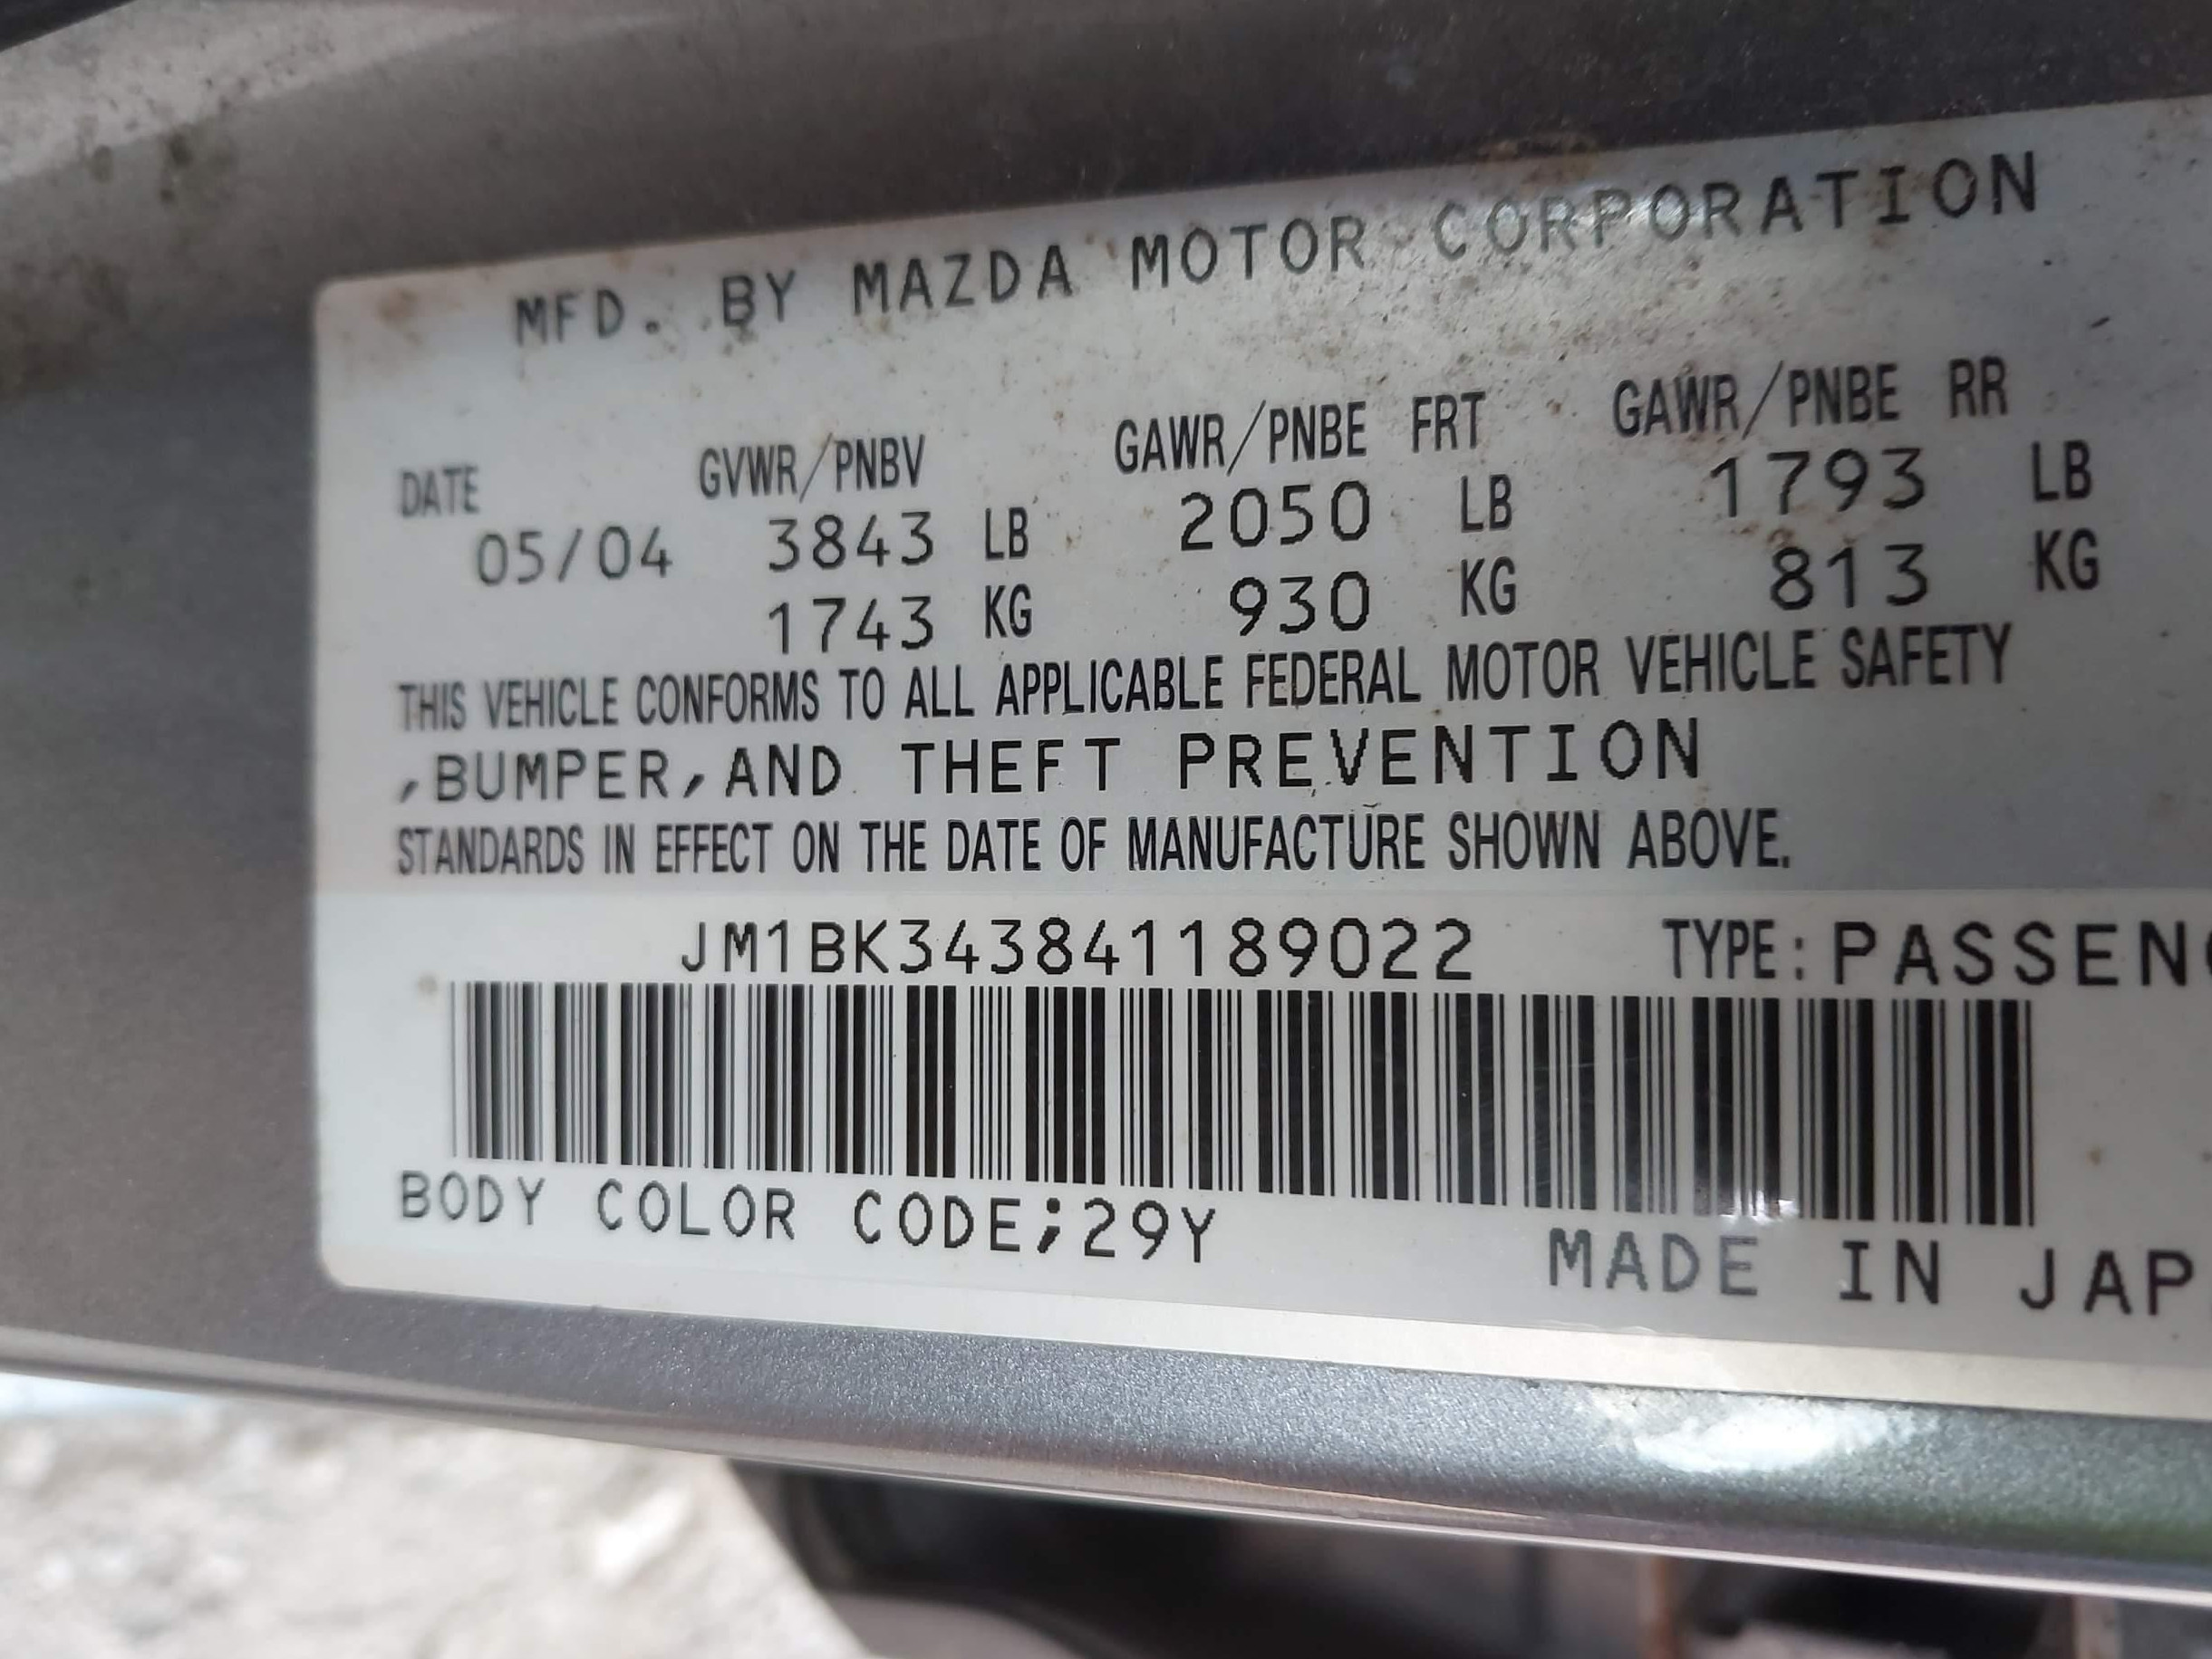 MFD. BY MAZDA MOTOR CORPORATION
DATE GVWR/PNBV GAWR/PNBE FRT GAWR/PNBE RR
05/04 3843 LB 2050 LB 1793 LB
1743 KG 930 KG 813 KG
THIS VEHICLE CONFORMS TO ALL APPLICABLE FEDERAL MOTOR VEHICLE SAFETY
,BUMPER,AND THEFT PREVENTION
STANDARDS IN EFFECT ON THE DATE OF MANUFACTURE SHOWN ABOVE.
JM1BK343841189022 TYPE:PASSEN
BODY COLOR CODE;29Y MADE IN JAP